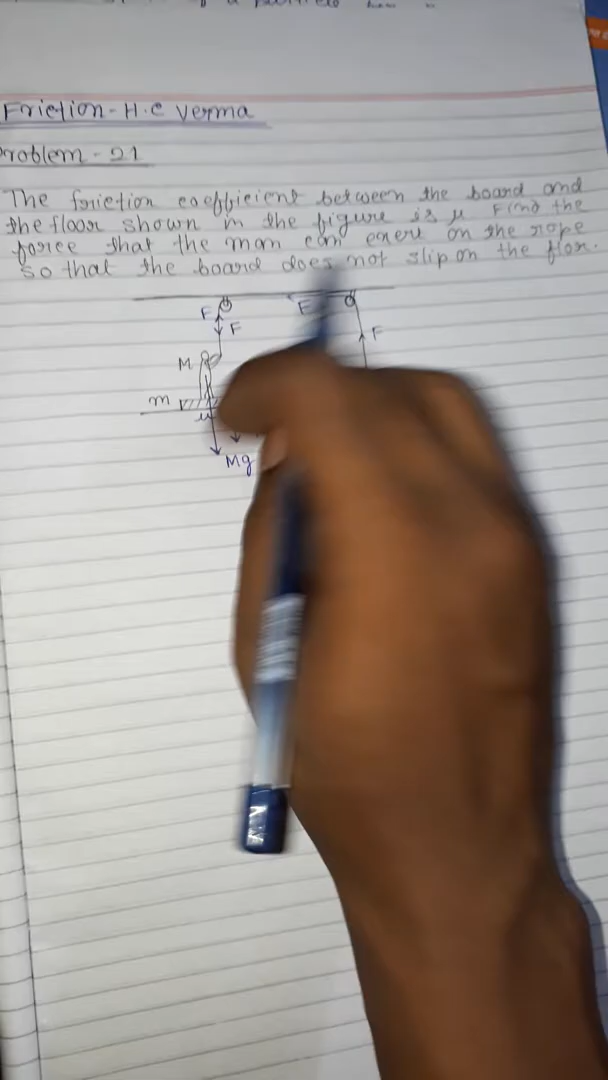 Friction-H.C Verma
roblem - 21
The friction coefficient between the board and
the floor shown in the figure is μ Find the
force that the man can exert on the rope
so that the board does not slip on the flor.
F F
F F
M
m
μ
Mg